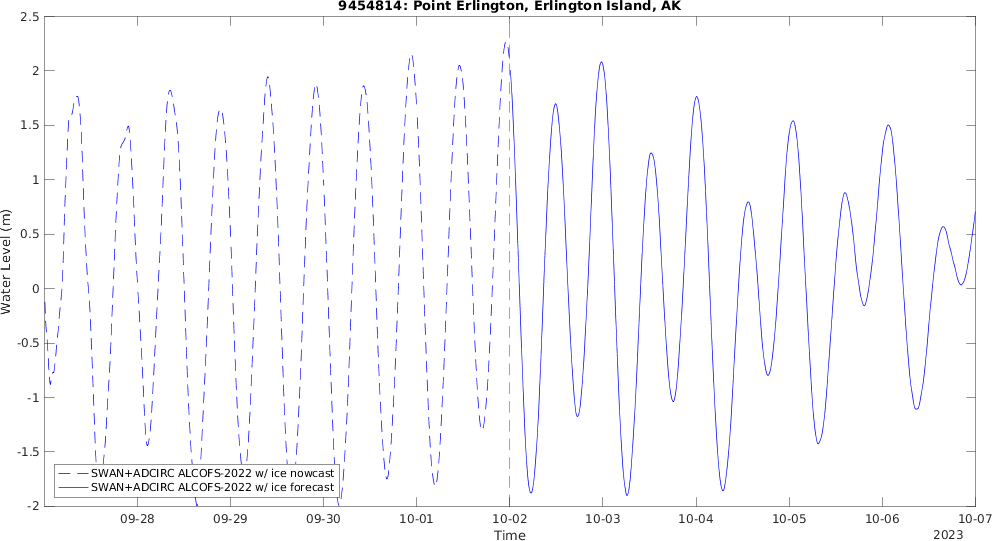 9454814: Point Erlington, Erlington Island, AK
2.5
2
1.5
1
0.5
0
-0.5
-1
-1.5
-2
Water Level (m)
SWAN+ADCIRC ALCOFS-2022 w/ ice nowcast
SWAN+ADCIRC ALCOFS-2022 w/ ice forecast
09-28 09-29 09-30 10-01 10-02 10-03 10-04 10-05 10-06 10-07
Time
2023